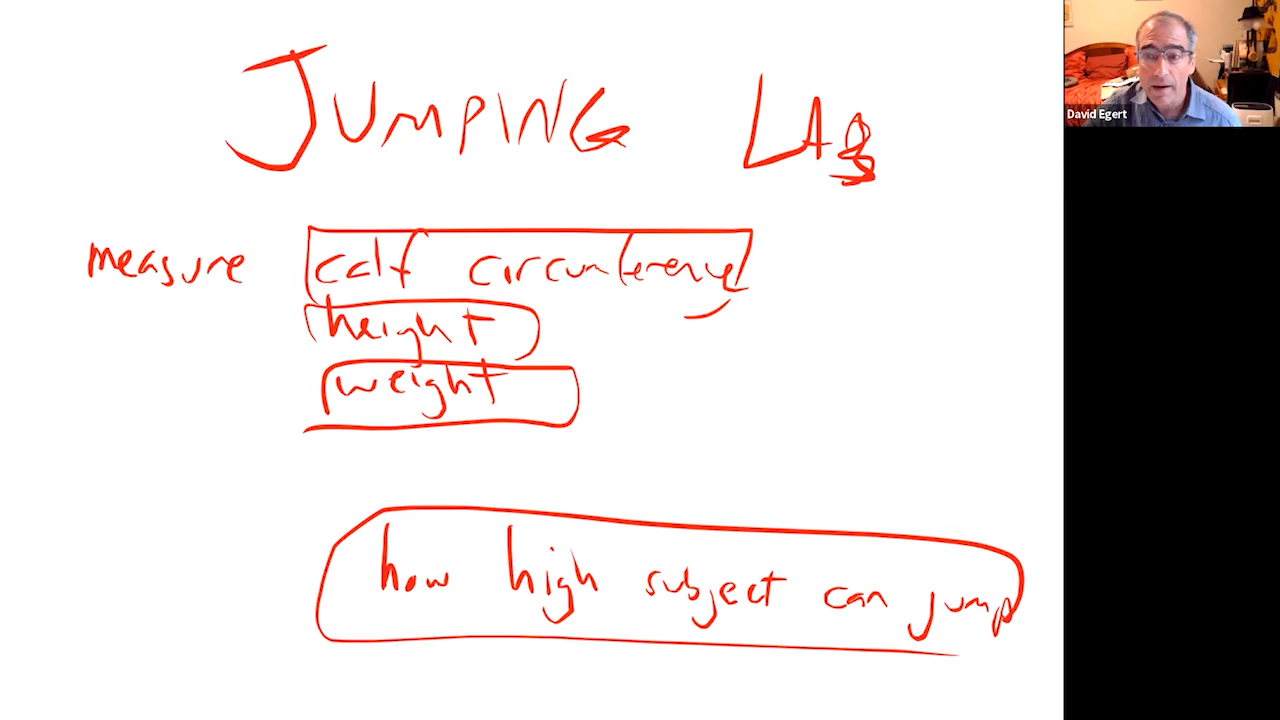 JUMPING LAB
measure calf circumference
height
weight
how high subject can jump
David Egert